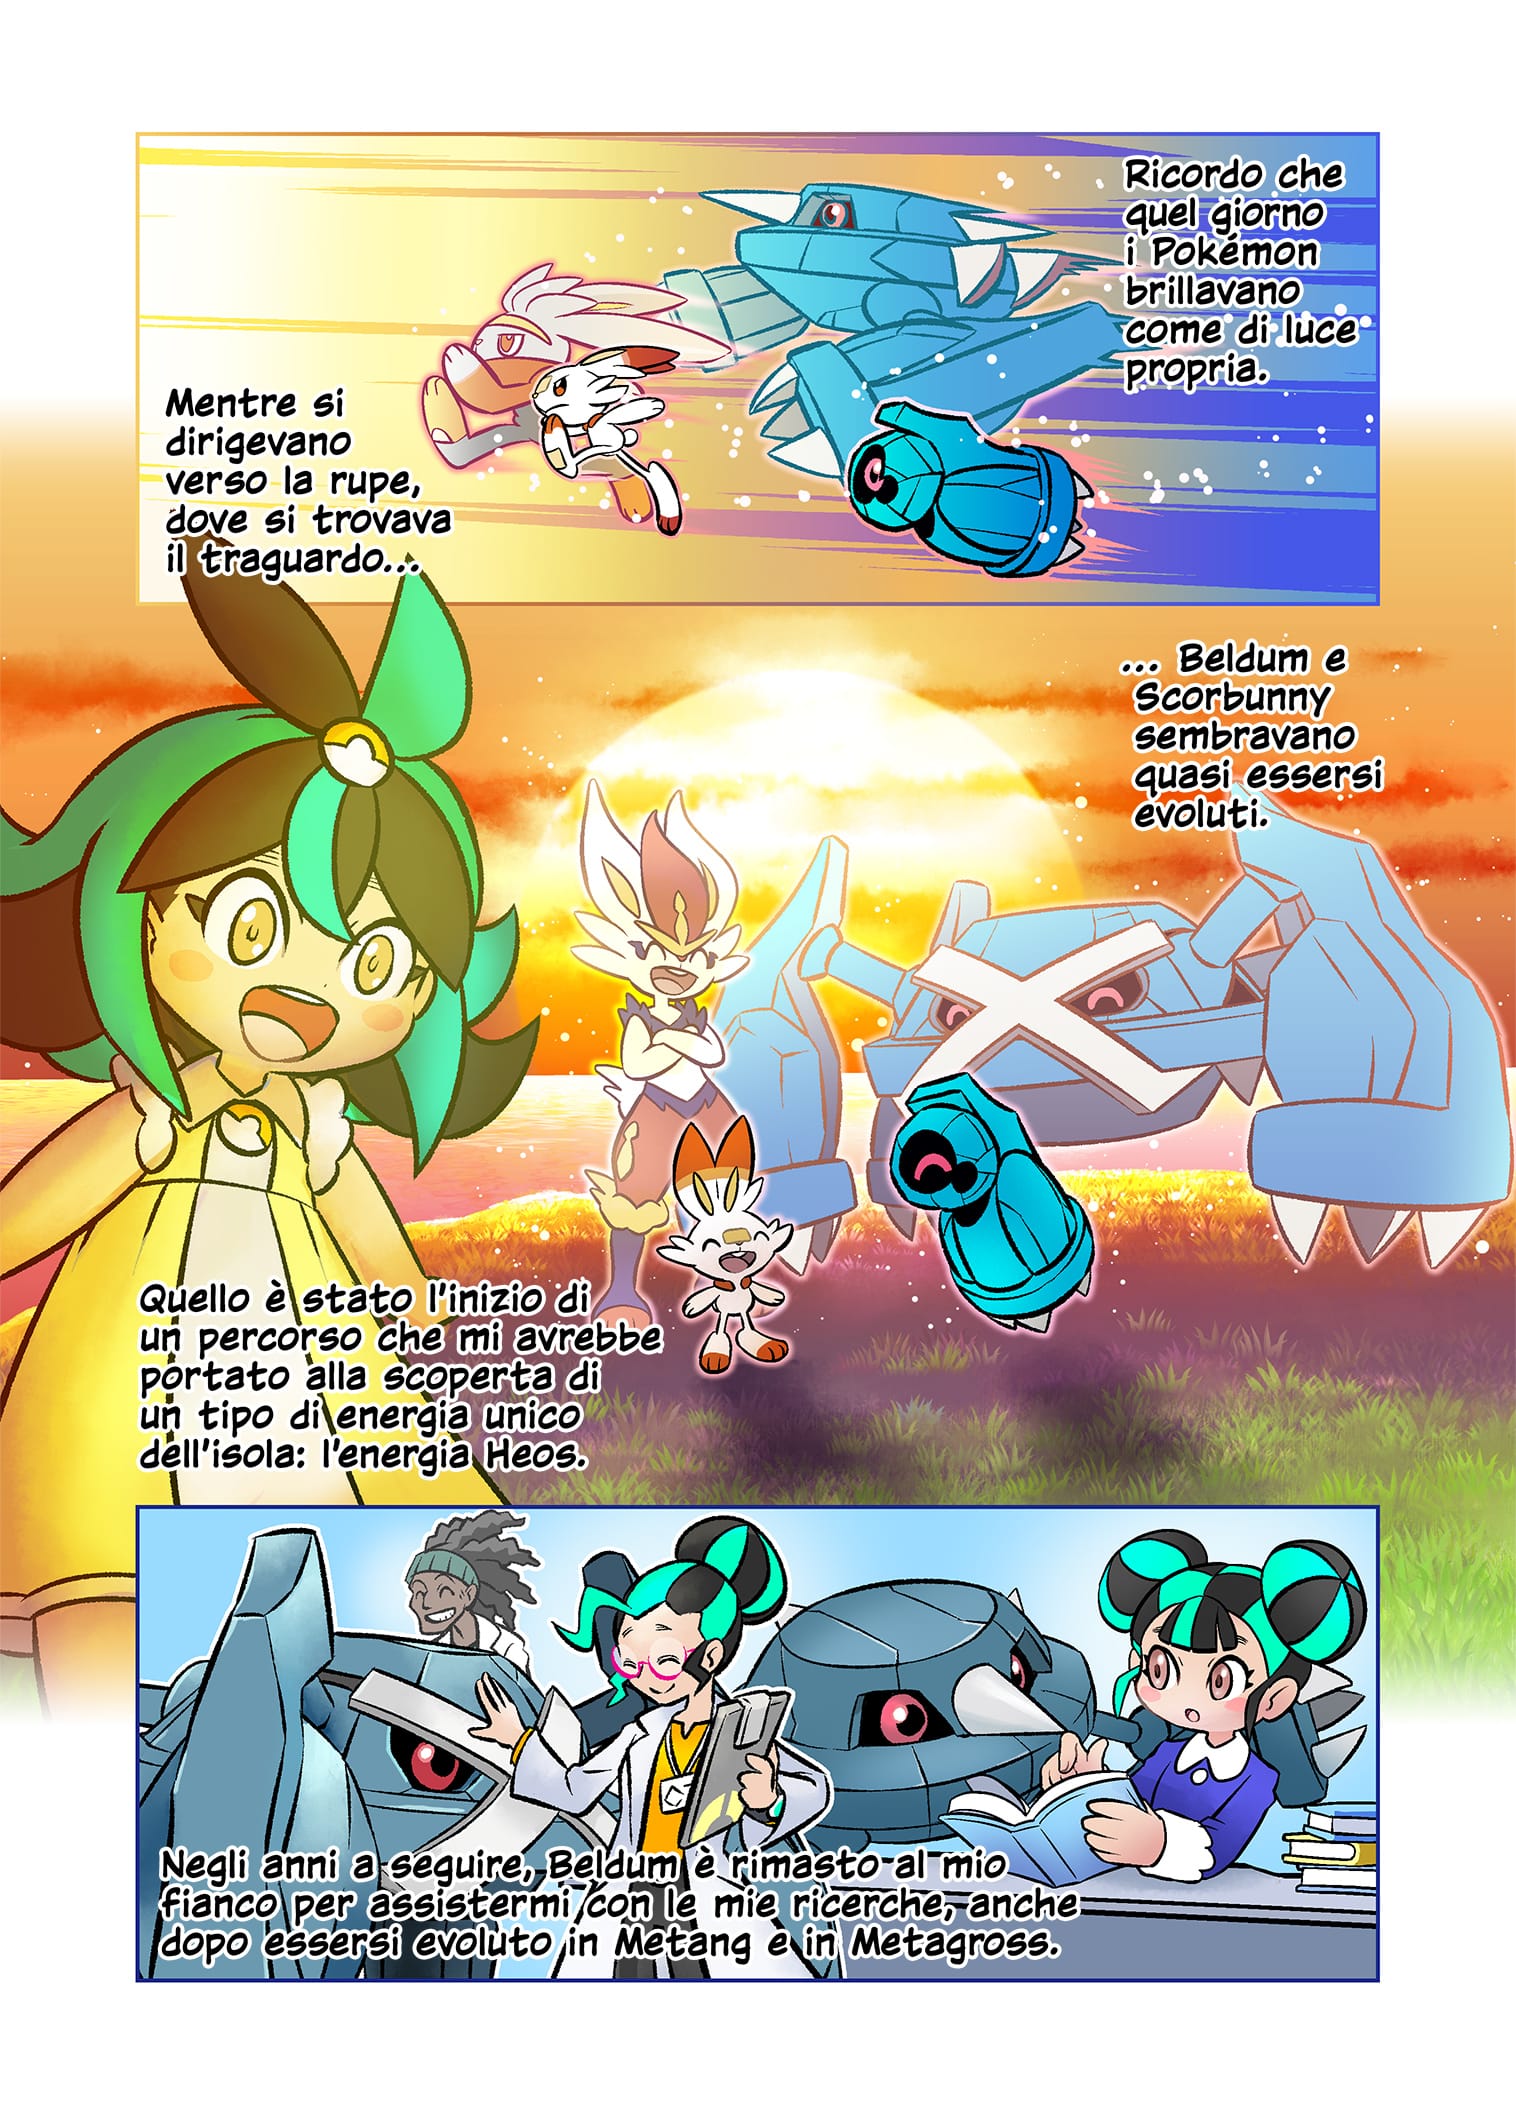 Ricordo che
quel giorno
i Pokémon
brillavano
come di luce
propria.
Mentre si
dirigevano
verso la rupe,
dove si trovava
il traguardo...
... Beldum e
Scorbunny
sembravano
quasi essersi
evoluti.
Quello è stato l'inizio di
un percorso che mi avrebbe
portato alla scoperta di
un tipo di energia unico
dell'isola: l'energia Heos.
Negli anni a seguire, Beldum è rimasto al mio
fianco per assistermi con le mie ricerche, anche
dopo essersi evoluto in Metang e in Metagross.